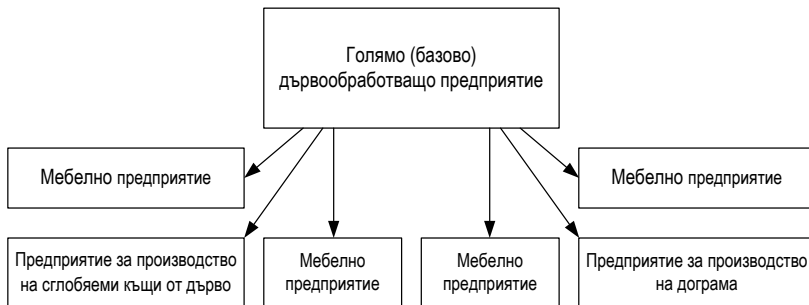 Голямо (базово)
дървообработващо предприятие
Мебелно предприятие
Мебелно предприятие
Предприятие за производство
на сглобяеми къщи от дърво
Мебелно
предприятие
Мебелно
предприятие
Предприятие за производство
на дограма